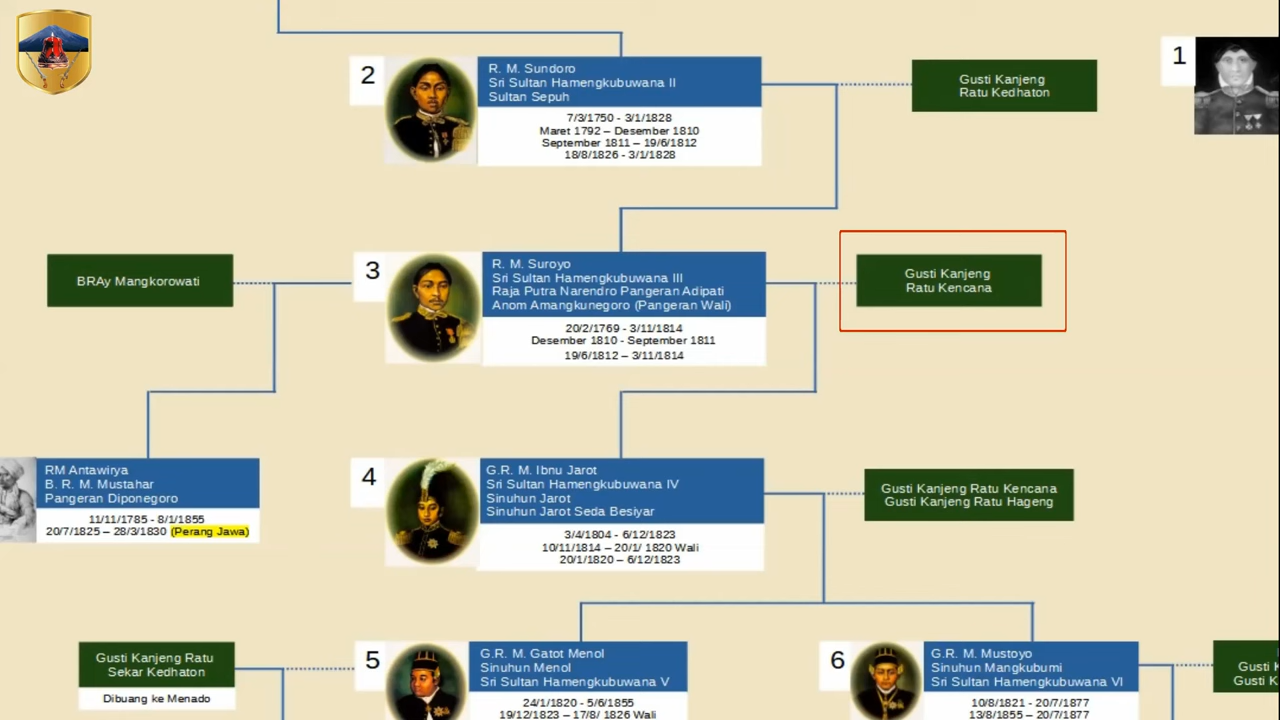 2
R. M. Sundoro
Sri Sultan Hamengkubuwana II
Sultan Sepuh
7/3/1750 - 3/1/1828
Maret 1792 – Desember 1810
September 1811 – 19/6/1812
18/8/1826 - 3/1/1828
Gusti Kanjeng
Ratu Kedhaton
1
BRAy Mangkorowati
3
R. M. Suroyo
Sri Sultan Hamengkubuwana III
Raja Putra Narendro Pangeran Adipati
Anom Amangkunegoro (Pangeran Wali)
20/2/1769 - 3/11/1814
Desember 1810 - September 1811
19/6/1812 – 3/11/1814
Gusti Kanjeng
Ratu Kencana
RM Antawirya
B. R. M. Mustahar
Pangeran Diponegoro
11/11/1785 - 8/1/1855
20/7/1825 – 28/3/1830 (Perang Jawa)
4
G.R. M. Ibnu Jarot
Sri Sultan Hamengkubuwana IV
Sinuhun Jarot
Sinuhun Jarot Seda Besiyar
3/4/1804 - 6/12/1823
10/11/1814 – 20/1/ 1820 Wali
20/1/1820 – 6/12/1823
Gusti Kanjeng Ratu Kencana
Gusti Kanjeng Ratu Hageng
Gusti Kanjeng Ratu
Sekar Kedhaton
Dibuang ke Menado
5
G.R. M. Gatot Menol
Sinuhun Menol
Sri Sultan Hamengkubuwana V
24/1/1820 - 5/6/1855
19/12/1823 – 17/8/ 1826 Wali
6
G.R. M. Mustoyo
Sinuhun Mangkubumi
Sri Sultan Hamengkubuwana VI
10/8/1821 - 20/7/1877
13/8/1855 – 20/7/1877
Gusti K
Gusti K